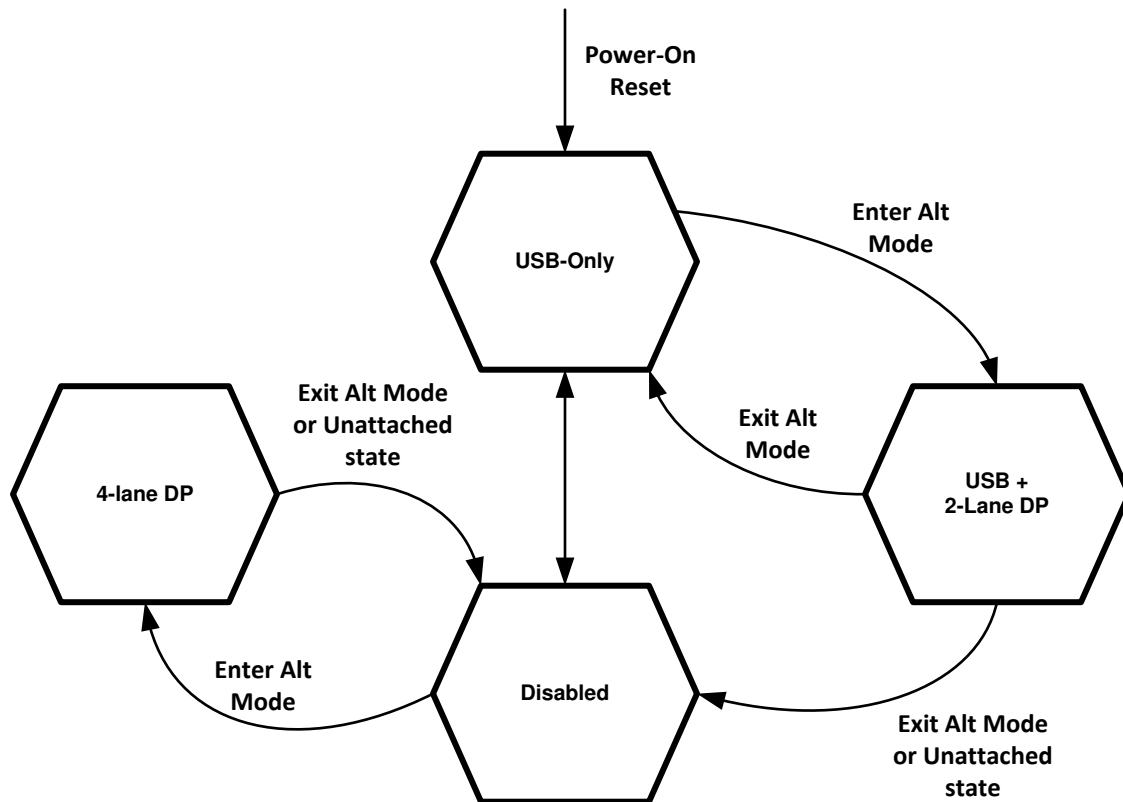 Power-On
Reset
USB-Only
Enter Alt
Mode
Exit Alt Mode
or Unattached
state
Exit Alt
Mode
4-lane DP
USB +
2-Lane DP
Enter Alt
Mode
Disabled
Exit Alt Mode
or Unattached
state